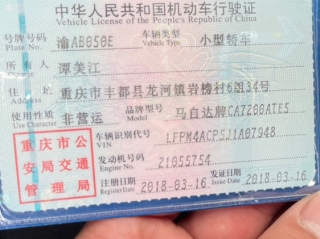 中华人民共和国机动车行驶证
Vehicle License of the People's Republic of China
号牌号码 渝AB050E 车辆类型 小型轿车
Plate No. Vehicle Type
所有人 谭美江
Owner
住址 重庆市丰都县龙河镇岩榜村6组34号
Address
使用性质 非营运 品牌型号 马自达牌CA7200ATE5
Use Character Model
重庆市公安局交通管理局
车辆识别代号 LFPM4ACP5J1A07948
VIN
发动机号码 21055754
Engine No.
注册日期 2018-03-16 发证日期 2018-03-16
Register Date Issue Date